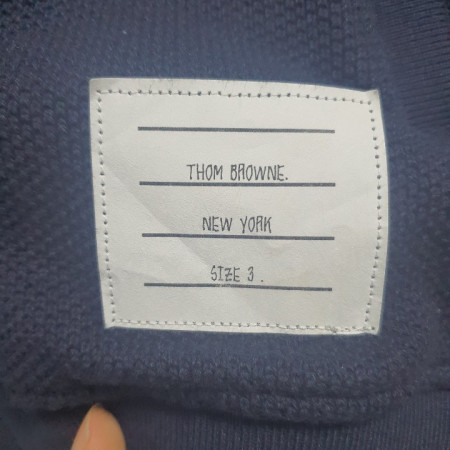 THOM BROWNE.
NEW YORK
SIZE 3 .